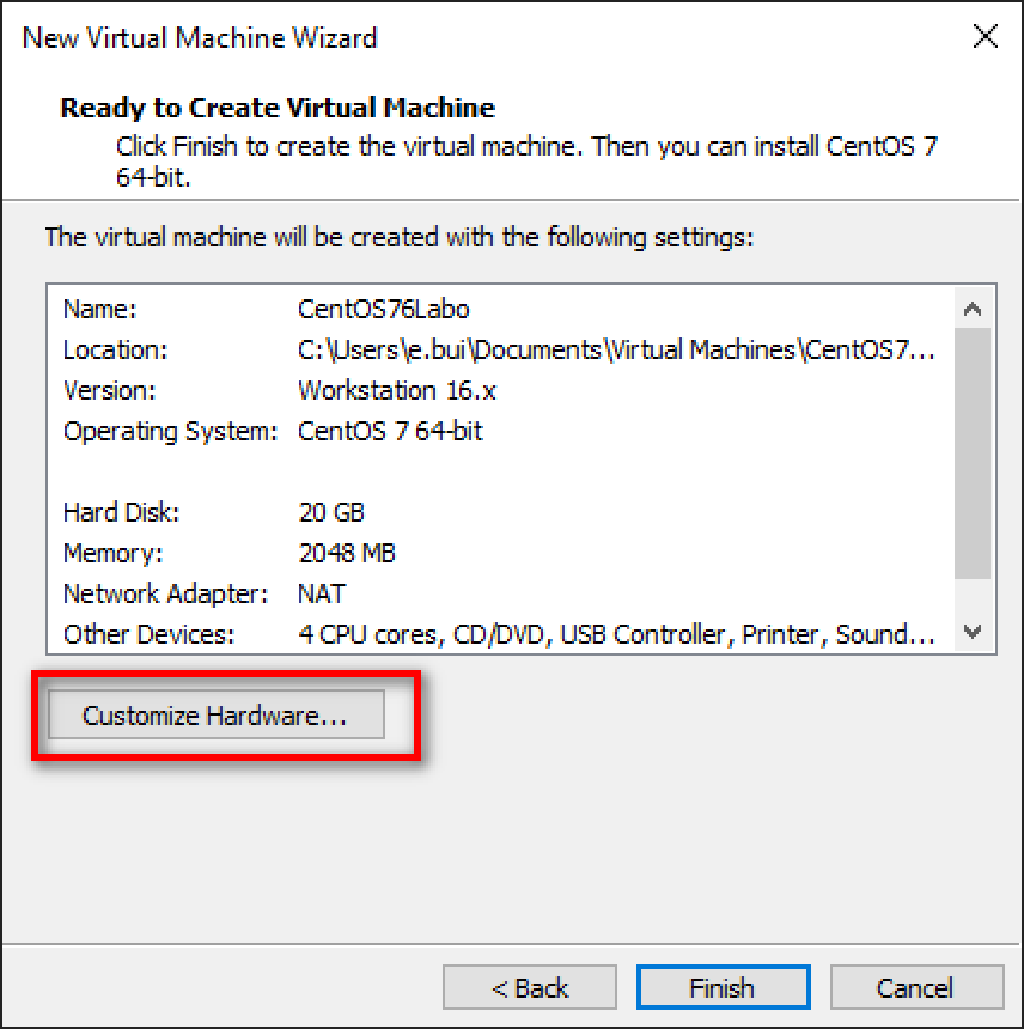 New Virtual Machine Wizard
Ready to Create Virtual Machine
Click Finish to create the virtual machine. Then you can install CentOS 7
64-bit.
The virtual machine will be created with the following settings:
Name: CentOS76Labo
Location: C:\Users\e.bui\Documents\Virtual Machines\CentOS7...
Version: Workstation 16.x
Operating System: CentOS 7 64-bit
Hard Disk: 20 GB
Memory: 2048 MB
Network Adapter: NAT
Other Devices: 4 CPU cores, CD/DVD, USB Controller, Printer, Sound...
Customize Hardware...
< Back Finish Cancel